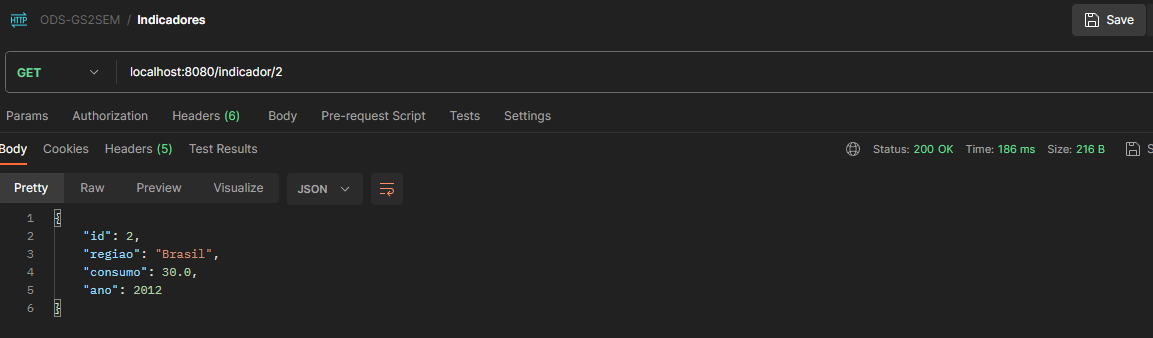 HTTP ODS-GS2SEM / Indicadores Save
GET localhost:8080/indicador/2
Params Authorization Headers (6) Body Pre-request Script Tests Settings
Body Cookies Headers (5) Test Results Status: 200 OK Time: 186 ms Size: 216 B S
Pretty Raw Preview Visualize JSON
1 {
2 "id": 2,
3 "regiao": "Brasil",
4 "consumo": 30.0,
5 "ano": 2012
6 }